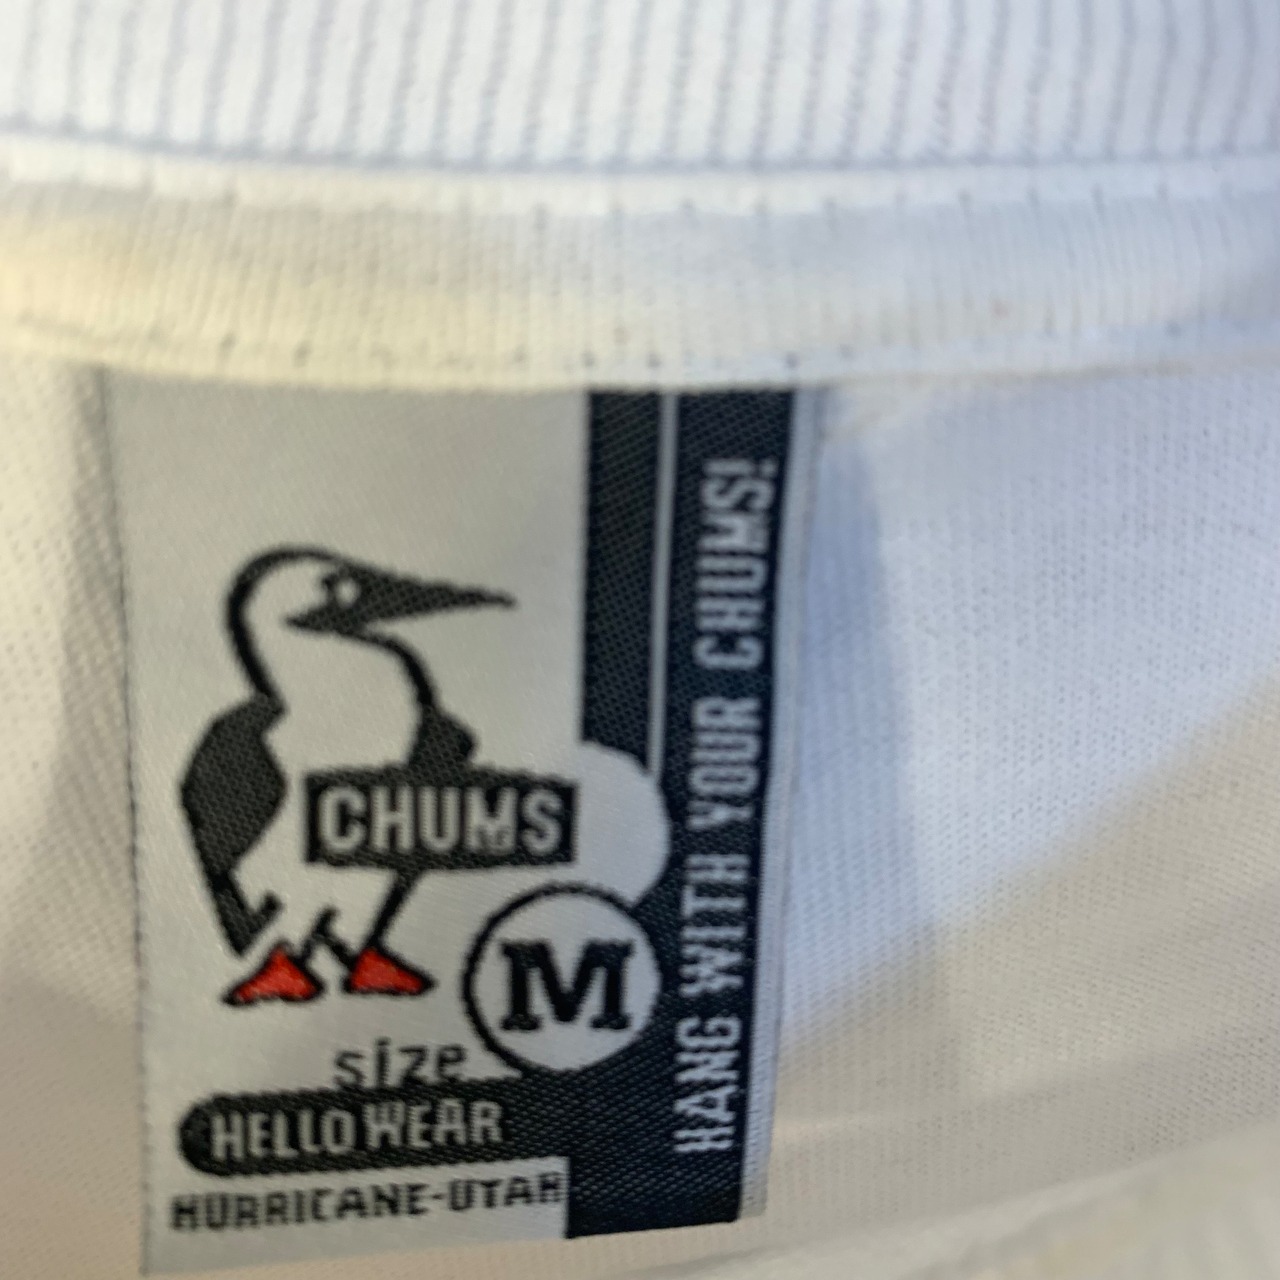 CHUMS
M
size
HELLO WEAR
HURRICANE-UTAH
HANG WITH YOUR CHUMS!